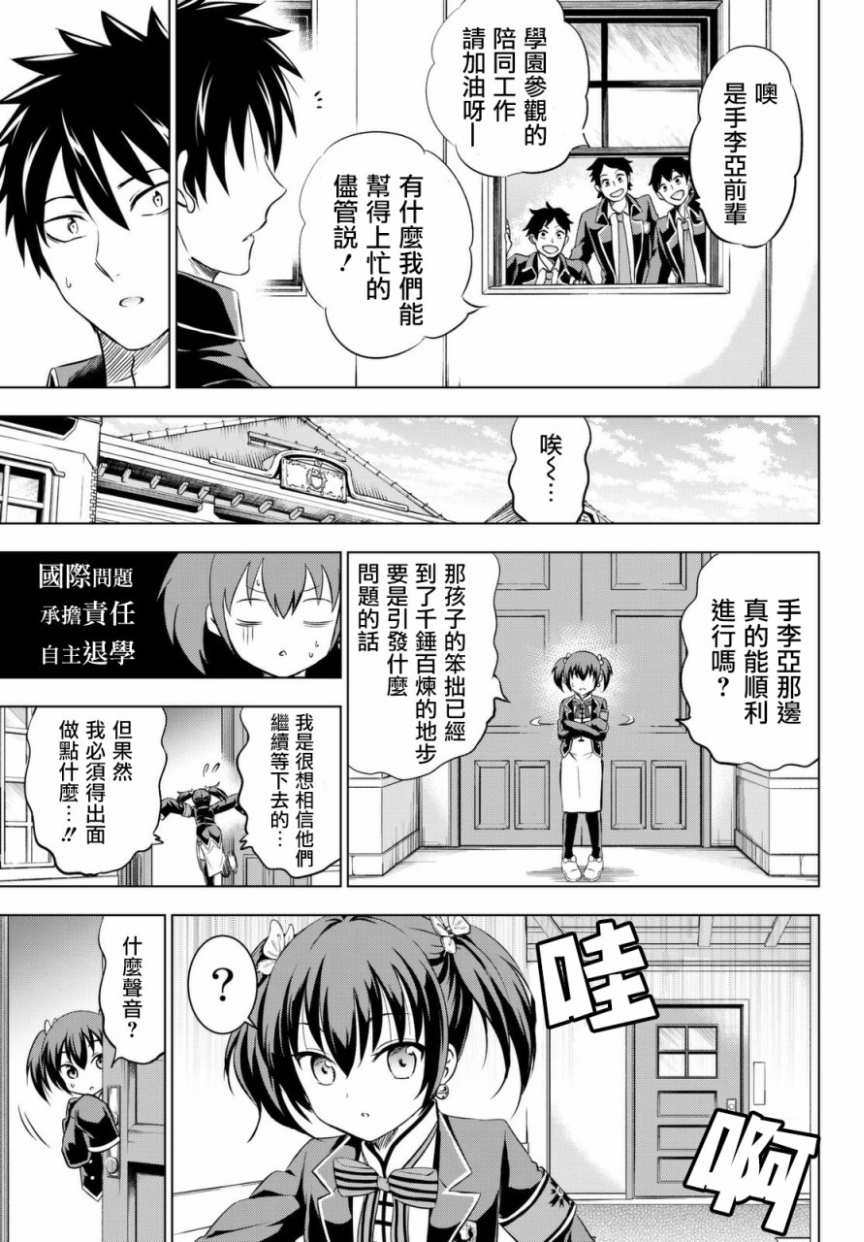 噢
是手李亞前輩
學園參觀的
陪同工作
請加油呀ー
有什麼我們能
幫得上忙的
儘管説！
唉〜…
手李亞那邊
真的能順利
進行嗎？
那孩子的笨拙已經
到了千錘百煉的地步
要是引發什麼
問題的話
國際問題
承擔責任
自主退學
我是很想相信他們
繼續等下去的…
但果然
我必須得出面
做點什麼…!!
哇
啊
？
什麼聲音？